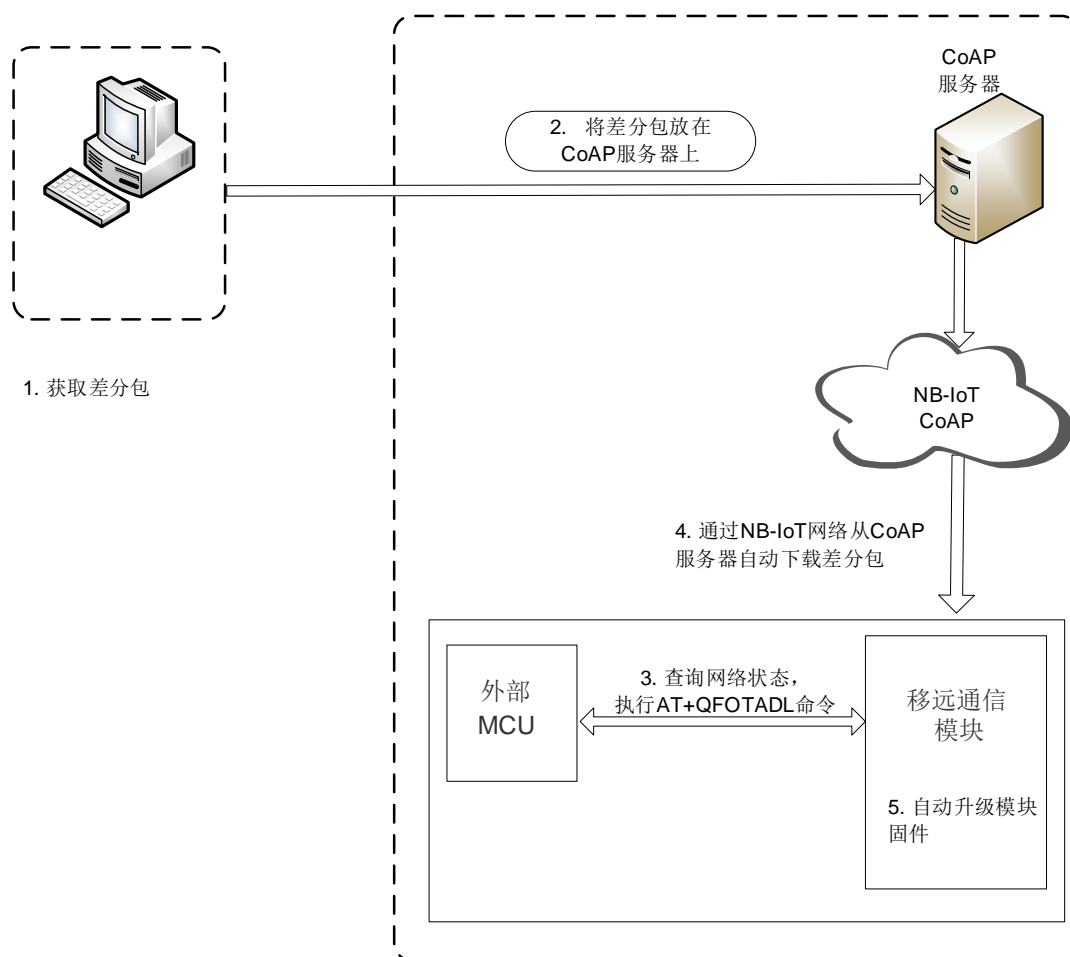 CoAP
服务器
2. 将差分包放在
CoAP服务器上
1. 获取差分包
NB-IoT
CoAP
4. 通过NB-IoT网络从CoAP
服务器自动下载差分包
外部
MCU
3. 查询网络状态，
执行AT+QFOTADL命令
移远通信
模块
5. 自动升级模块
固件